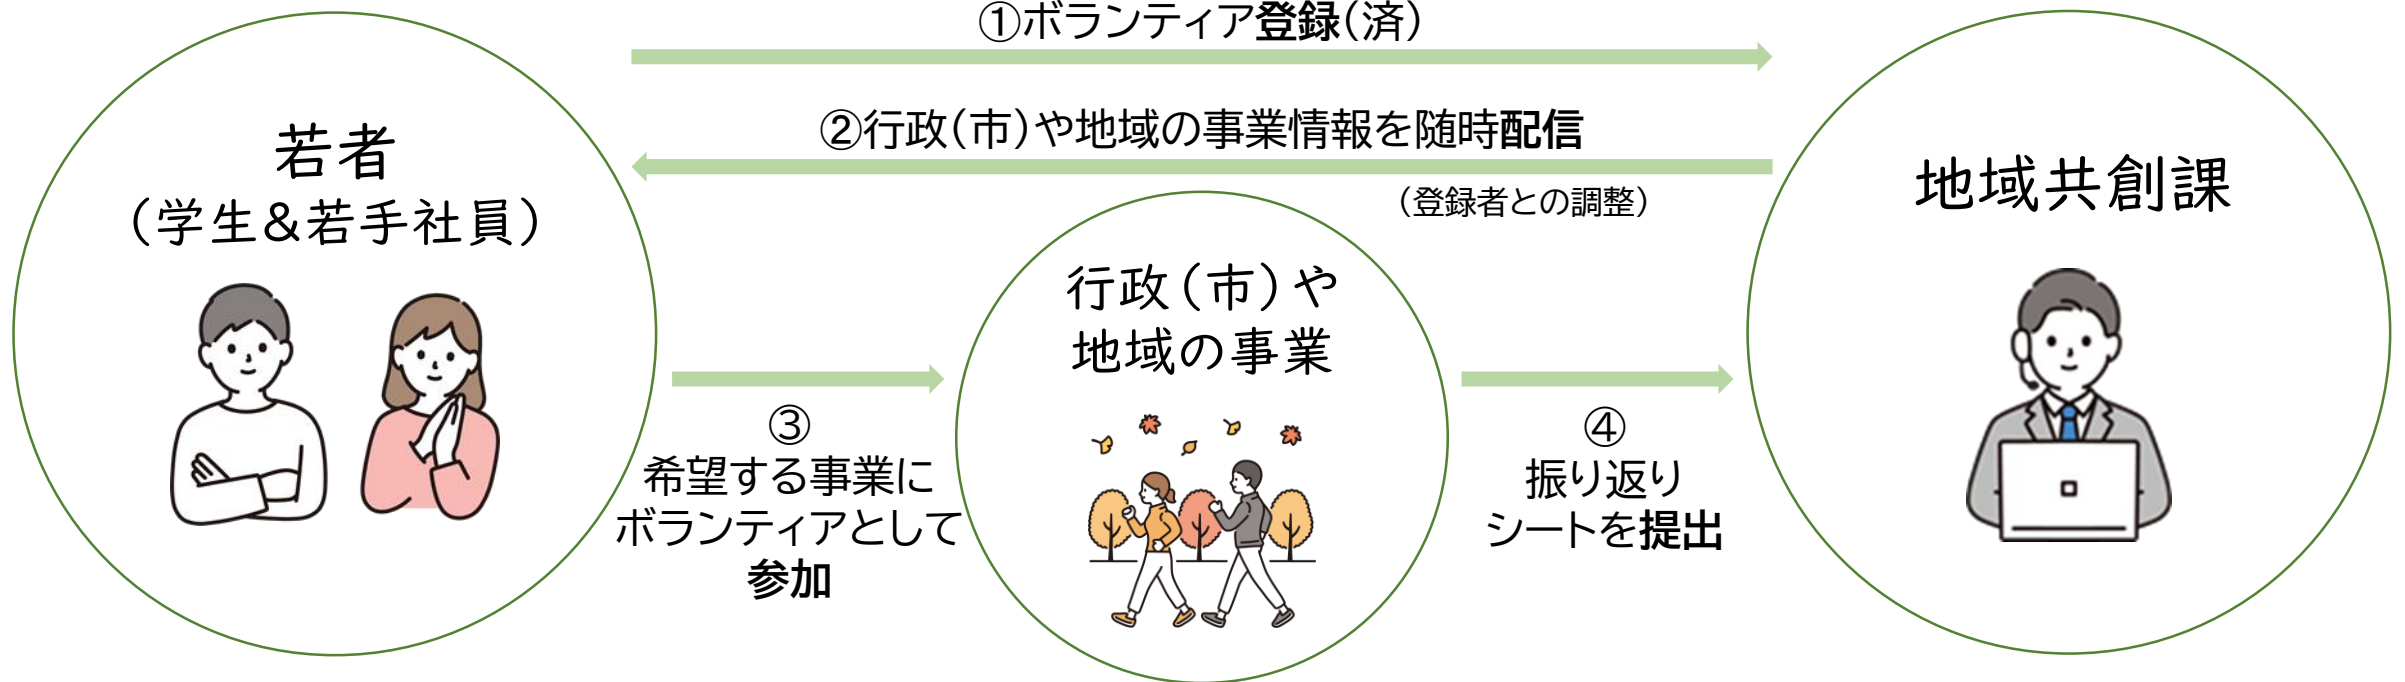 ①ボランティア登録(済)
②行政(市)や地域の事業情報を随時配信
(登録者との調整)
若者
(学生&若手社員)
行政(市)や
地域の事業
地域共創課
③
希望する事業に
ボランティアとして
参加
④
振り返り
シートを提出